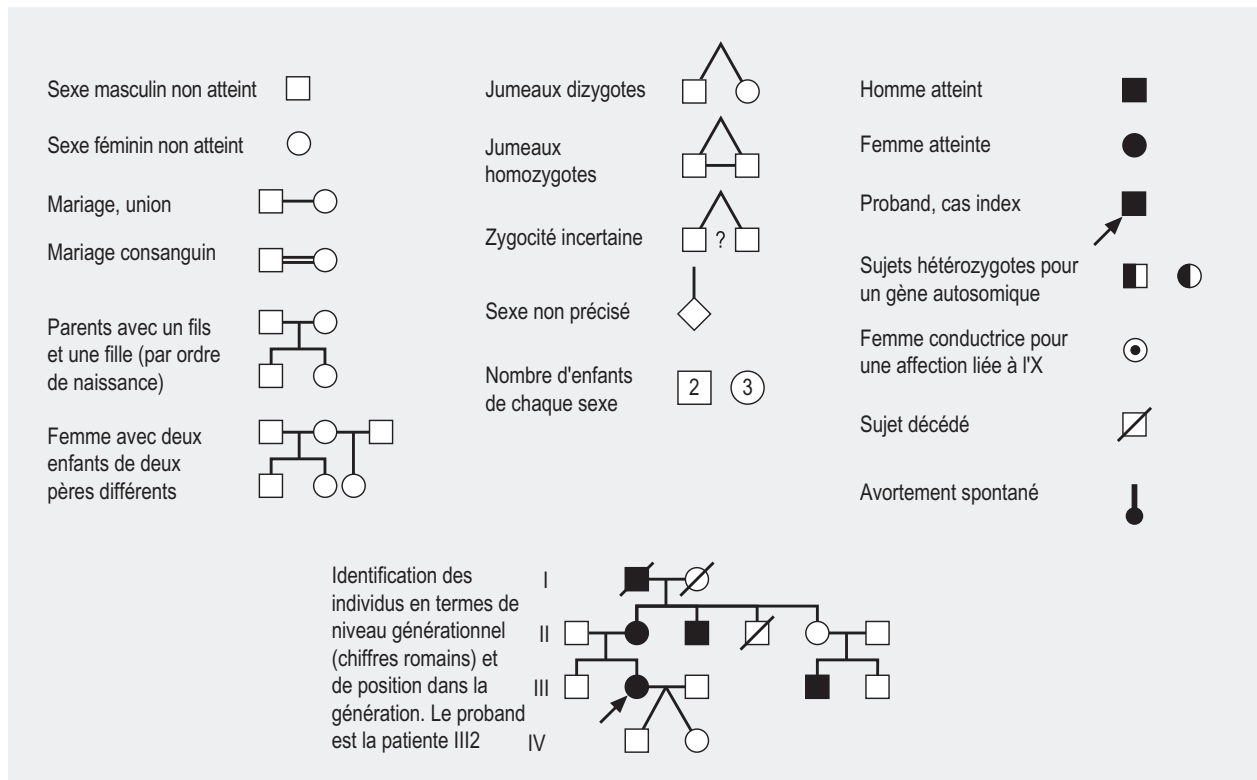 Sexe masculin non atteint
Sexe féminin non atteint
Mariage, union
Mariage consanguin
Parents avec un fils
et une fille (par ordre
de naissance)
Femme avec deux
enfants de deux
pères différents
Jumeaux dizygotes
Jumeaux
homozygotes
Zygocité incertaine
?
Sexe non précisé
Nombre d'enfants
de chaque sexe
2 3
Homme atteint
Femme atteinte
Proband, cas index
Sujets hétérozygotes pour
un gène autosomique
Femme conductrice pour
une affection liée à l'X
Sujet décédé
Avortement spontané
Identification des
individus en termes de
niveau générationnel
(chiffres romains) et
de position dans la
génération. Le proband
est la patiente III2
I
II
III
IV